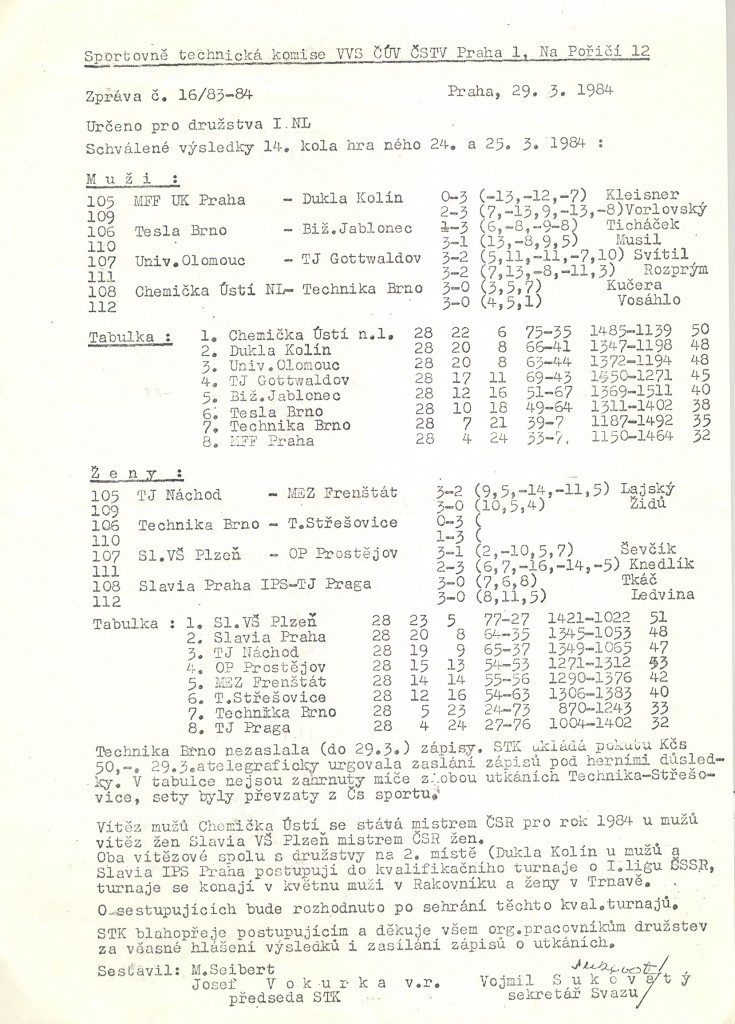 Sportovně technická komise VVS ČÚV ČSTV Praha 1, Na Poříčí 12
Zpráva č. 16/83-84 Praha, 29. 3. 1984
Určeno pro družstva I.NL
Schválené výsledky 14. kola hra ného 24. a 25. 3. 1984 :
M u ž i :
105 MFF UK Praha - Dukla Kolín 0-3 (-13,-12,-7) Kleisner
109 2-3 (7,-13,9,-13,-8)Vorlovský
106 Tesla Brno - Biž.Jablonec 1-3 (6,-8,-9-8) Ticháček
110 3-1 (13,-8,9,5) Musil
107 Univ.Olomouc - TJ Gottwaldov 3-2 (5,11,-11,-7,10) Svítil
111 3-2 (7,13,-8,-11,3) Rozprým
108 Chemička Ústí NL- Technika Brno 3-0 (3,5,7) Kučera
112 3-0 (4,5,1) Vosáhlo
Tabulka : 1. Chemička Ústí n.l. 28 22 6 75-35 1485-1139 50
2. Dukla Kolín 28 20 8 66-41 1347-1198 48
3. Univ.Olomouc 28 20 8 63-44 1372-1194 48
4. TJ Gottwaldov 28 17 11 69-43 1450-1271 45
5. Biž.Jablonec 28 12 16 51-67 1369-1511 40
6. Tesla Brno 28 10 18 49-64 1311-1402 38
7. Technika Brno 28 7 21 39-7 1187-1492 35
8. MFF Praha 28 4 24 33-7. 1150-1464 32
Ž e n y :
105 TJ Náchod - MEZ Frenštát 3-2 (9,5,-14,-11,5) Lajský
109 3-0 (10,5,4) Židů
106 Technika Brno - T.Střešovice 0-3 (
110 1-3 (
107 Sl.VŠ Plzeň - OP Prostějov 3-1 (2,-10,5,7) Ševčík
111 2-3 (6,7,-16,-14,-5) Knedlík
108 Slavia Praha IPS-TJ Praga 3-0 (7,6,8) Tkáč
112 3-0 (8,11,5) Ledvina
Tabulka : 1. Sl.VŠ Plzeň 28 23 5 77-27 1421-1022 51
2. Slavia Praha 28 20 8 64-35 1345-1053 48
3. TJ Náchod 28 19 9 65-37 1349-1065 47
4. OP Prostějov 28 15 13 54-53 1271-1312 43
5. MEZ Frenštát 28 14 14 55-56 1290-1376 42
6. T.Střešovice 28 12 16 54-63 1306-1383 40
7. Technika Brno 28 5 23 24-73 870-1243 33
8. TJ Praga 28 4 24 27-76 1004-1402 32
Technika Brno nezaslala (do 29.3.) zápisy. STK ukládá pokutu Kčs
50,-. 29.3.atelegraficky urgovala zaslání zápisů pod herními důsled-
ky. V tabulce nejsou zahrnuty míče z obou utkáních Technika-Střešo-
vice, sety byly převzaty z Čs sportu.
Vítěz mužů Chemička Ústí se stává mistrem ČSR pro rok 1984 u mužů
vítěz žen Slavia VŠ Plzeň mistrem ČSR žen.
Oba vítězové spolu s družstvy na 2. místě (Dukla Kolín u mužů a
Slavia IPS Praha postupují do kvalifikačního turnaje o I.ligu ČSSR,
turnaje se konají v květnu muži v Rakovníku a ženy v Trnavě.
O sestupujících bude rozhodnuto po sehrání těchto kval.turnajů.
STK blahopřeje postupujícím a děkuje všem org.pracovníkům družstev
za včasné hlášení výsledků i zasílání zápisů o utkáních.
Sestavil: M.Seibert
Josef V o k u r k a v.r. Vojmil S u k o v a t ý
předseda STK sekretář Svazu